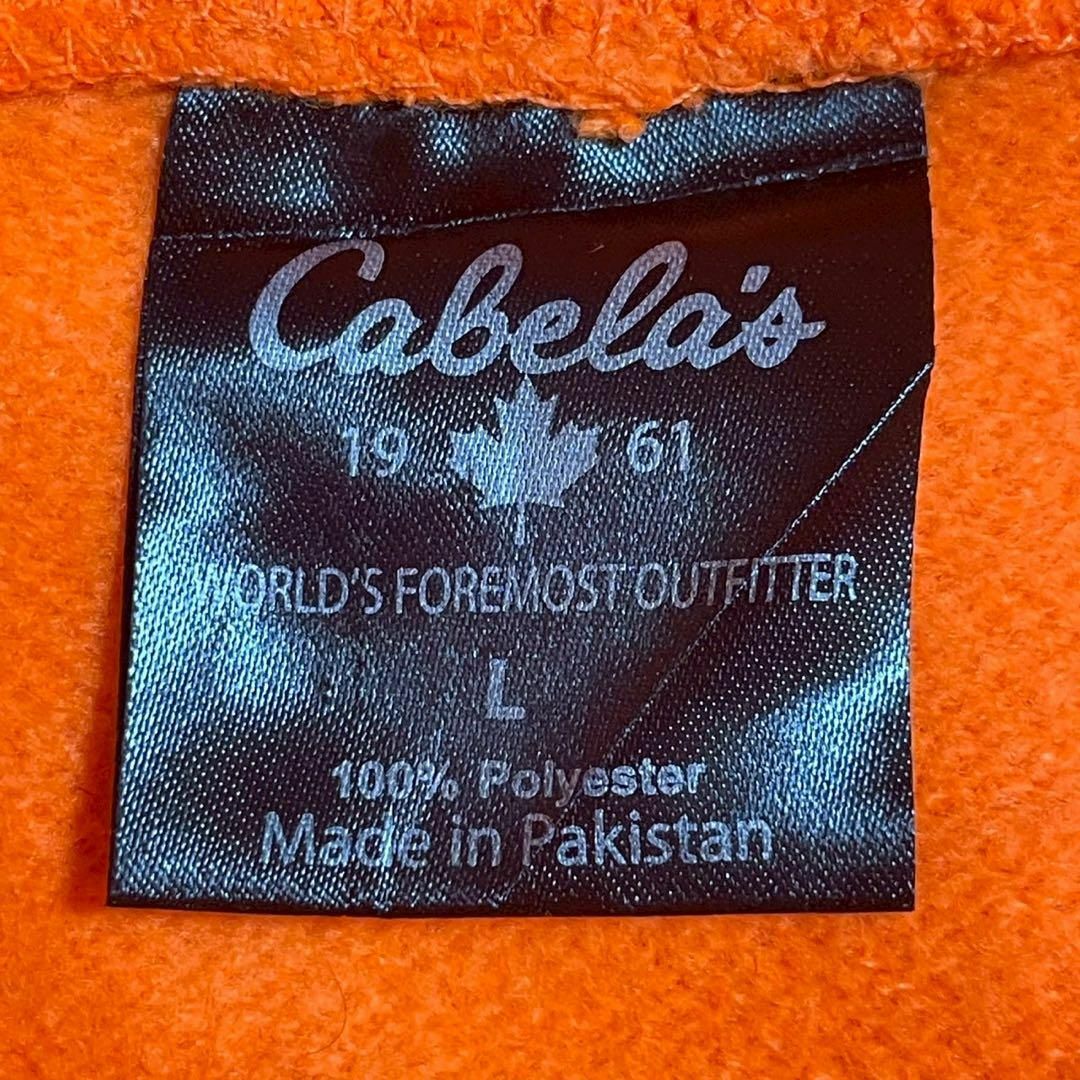 Cabela's
19 61
WORLD'S FOREMOST OUTFITTER
L
100% Polyester
Made in Pakistan